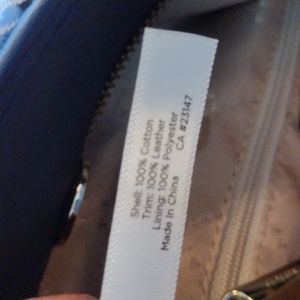 Shell: 100% Cotton
Trim: 100% Leather
Lining: 100% Polyester
Made In China
CA #23147